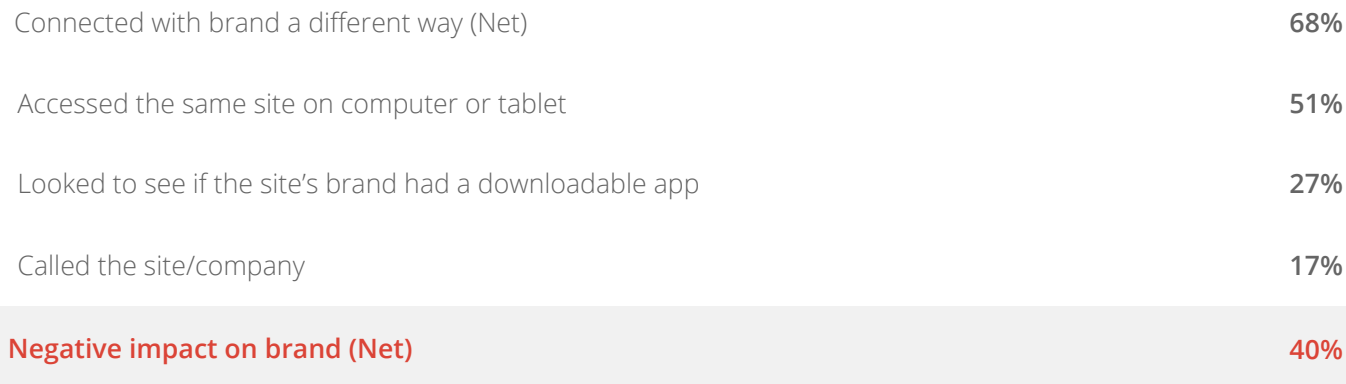 Connected with brand a different way (Net) 68%
Accessed the same site on computer or tablet 51%
Looked to see if the site’s brand had a downloadable app 27%
Called the site/company 17%
Negative impact on brand (Net) 40%